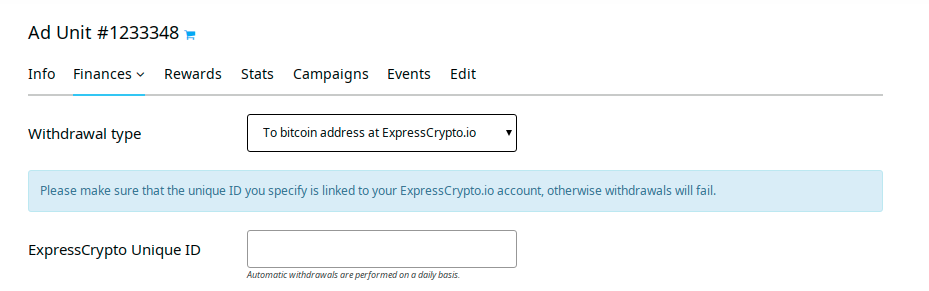 Ad Unit #1233348
Info Finances Rewards Stats Campaigns Events Edit
Withdrawal type To bitcoin address at ExpressCrypto.io
Please make sure that the unique ID you specify is linked to your ExpressCrypto.io account, otherwise withdrawals will fail.
ExpressCrypto Unique ID
Automatic withdrawals are performed on a daily basis.